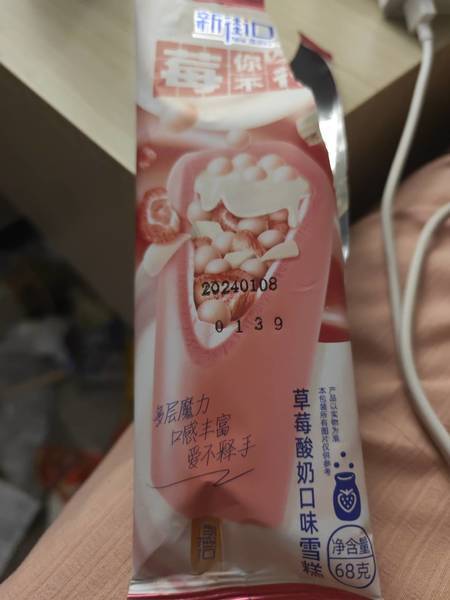 新街口
莓你不
20240108
0139
多层魔力
口感丰富
爱不释手
草莓酸奶口味雪糕
产品以实物为准
本包装所有图片仅供参考
净含量
68克